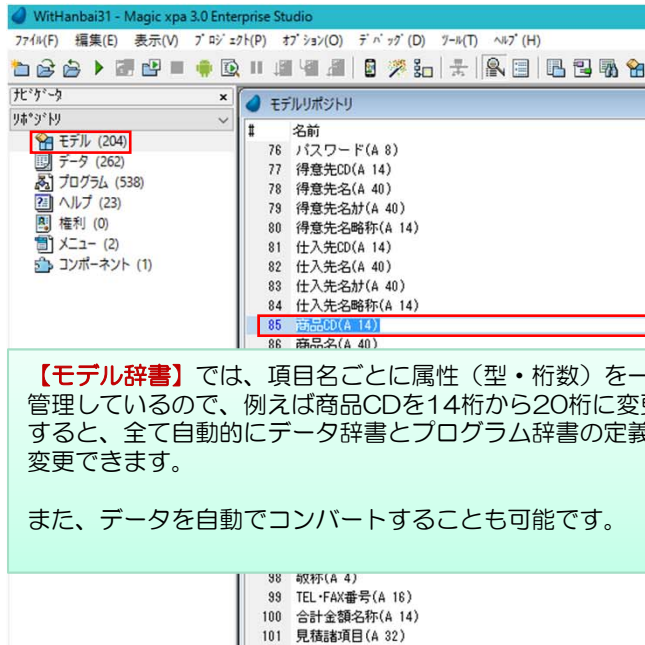 WitHanbai31 - Magic xpa 3.0 Enterprise Studio
ファイル(F) 編集(E) 表示(V) プロジェクト(P) オプション(O) デバッグ(D) ツール(T) ヘルプ(H)
ナビゲータ
リポジトリ
モデル (204)
データ (262)
プログラム (538)
ヘルプ (23)
権利 (0)
メニュー (2)
コンポーネント (1)
モデルリポジトリ
# 名前
76 パスワード(A 8)
77 得意先CD(A 14)
78 得意先名(A 40)
79 得意先名カナ(A 40)
80 得意先名略称(A 14)
81 仕入先CD(A 14)
82 仕入先名(A 40)
83 仕入先名カナ(A 40)
84 仕入先名略称(A 14)
85 商品CD(A 14)
86 商品名(A 40)
【モデル辞書】では、項目名ごとに属性（型・桁数）を一
管理しているので、例えば商品CDを14桁から20桁に変更
すると、全て自動的にデータ辞書とプログラム辞書の定義
変更できます。
また、データを自動でコンバートすることも可能です。
98 敬称(A 4)
99 TEL・FAX番号(A 16)
100 合計金額名称(A 14)
101 見積諸項目(A 32)